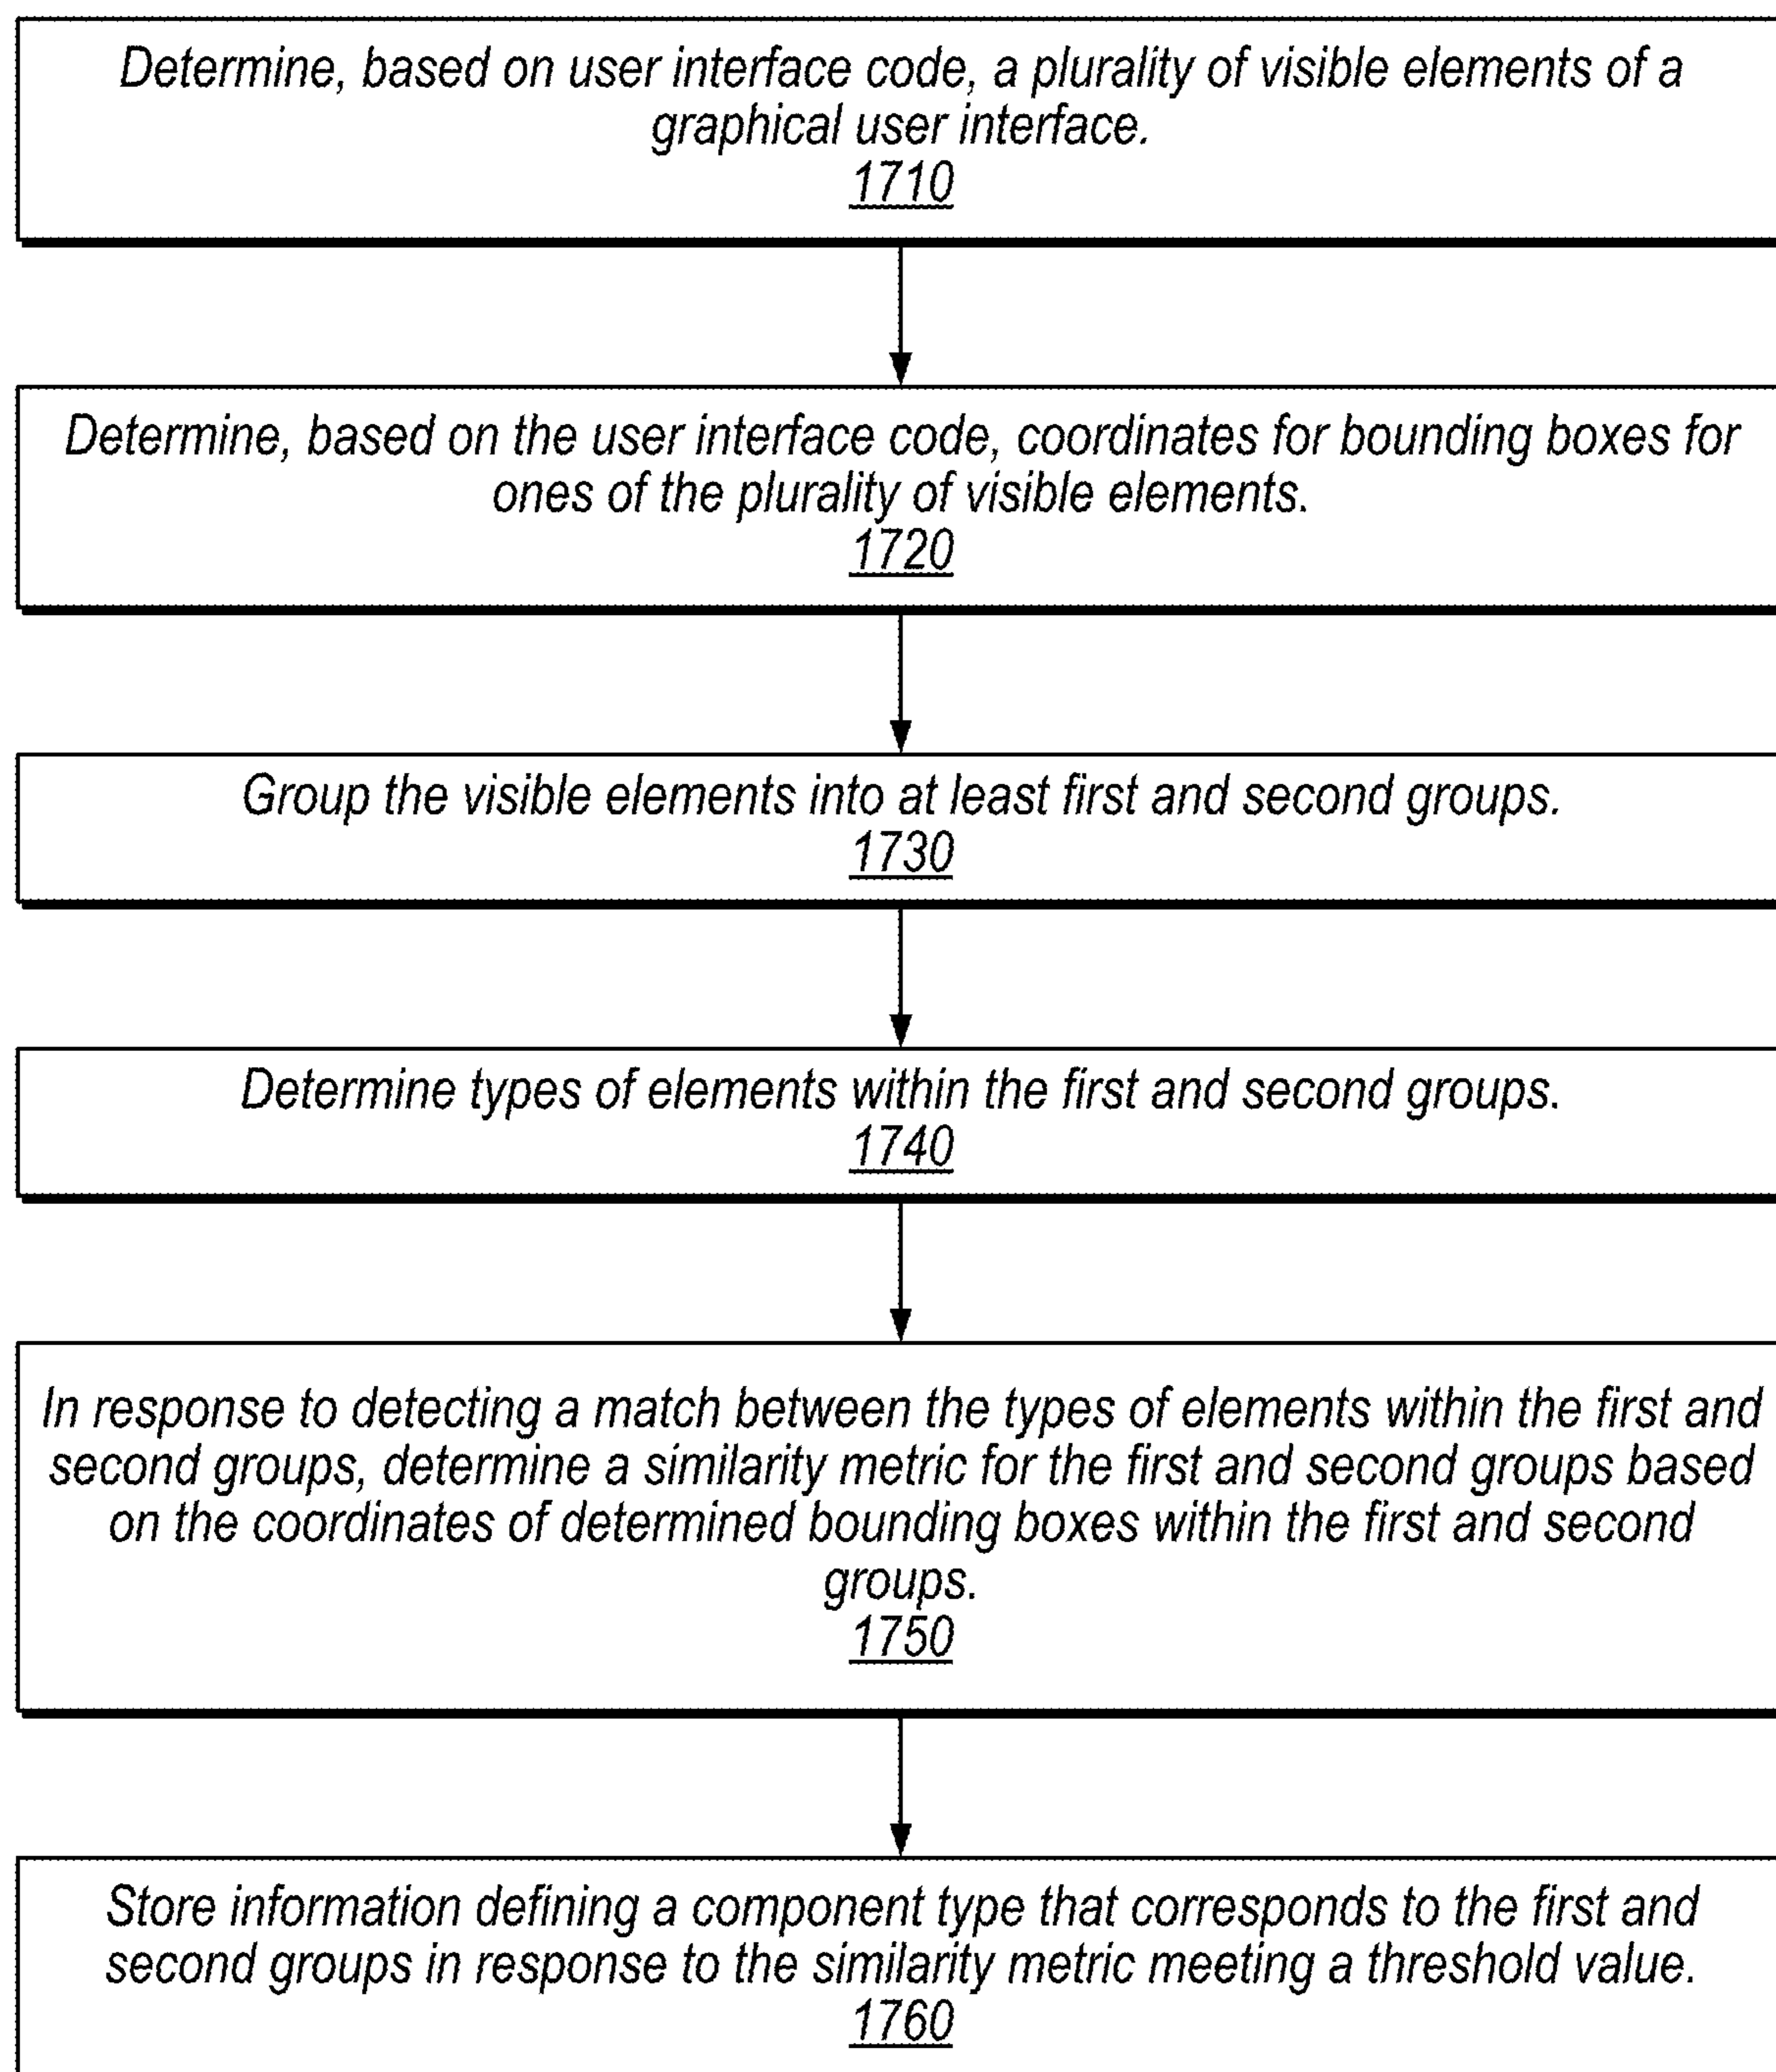 Determine, based on user interface code, a plurality of visible elements of a
graphical user interface.
1710
Determine, based on the user interface code, coordinates for bounding boxes for
ones of the plurality of visible elements.
1720
Group the visible elements into at least first and second groups.
1730
Determine types of elements within the first and second groups.
1740
In response to detecting a match between the types of elements within the first and
second groups, determine a similarity metric for the first and second groups based
on the coordinates of determined bounding boxes within the first and second
groups.
1750
Store information defining a component type that corresponds to the first and
second groups in response to the similarity metric meeting a threshold value.
1760